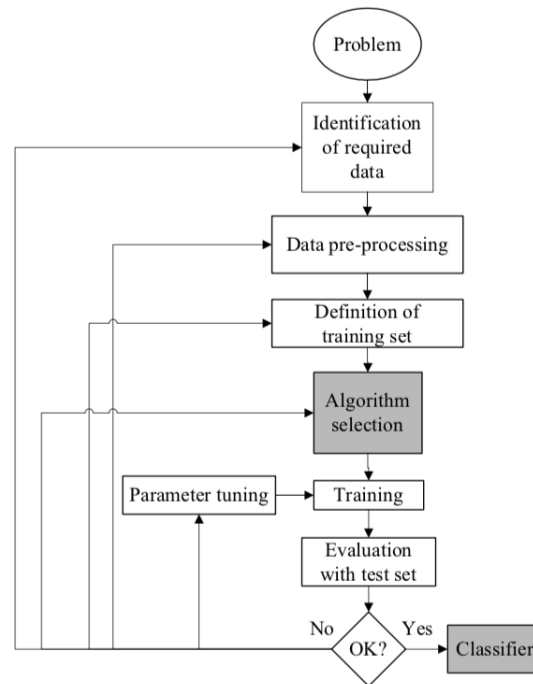 Problem
Identification
of required
data
Data pre-processing
Definition of
training set
Algorithm
selection
Parameter tuning
Training
Evaluation
with test set
No
Yes
OK?
Classifier